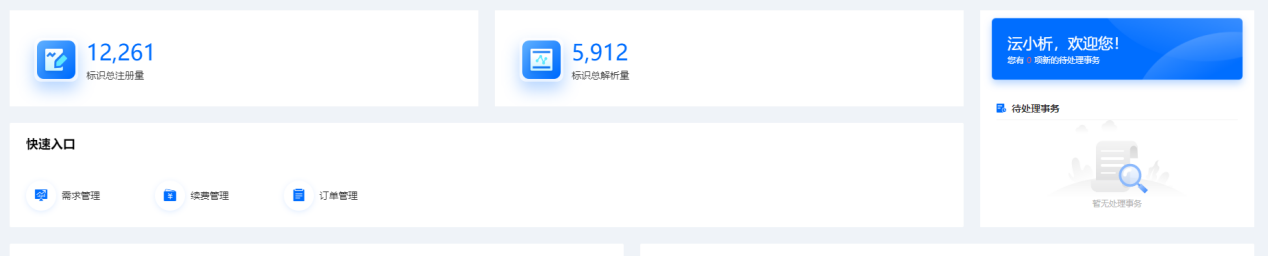 12,261
标识总注册量
5,912
标识总解析量
沄小析，欢迎您！
您有 0 项新的待处理事务
快速入口
需求管理
续费管理
订单管理
待处理事务
暂无处理事务